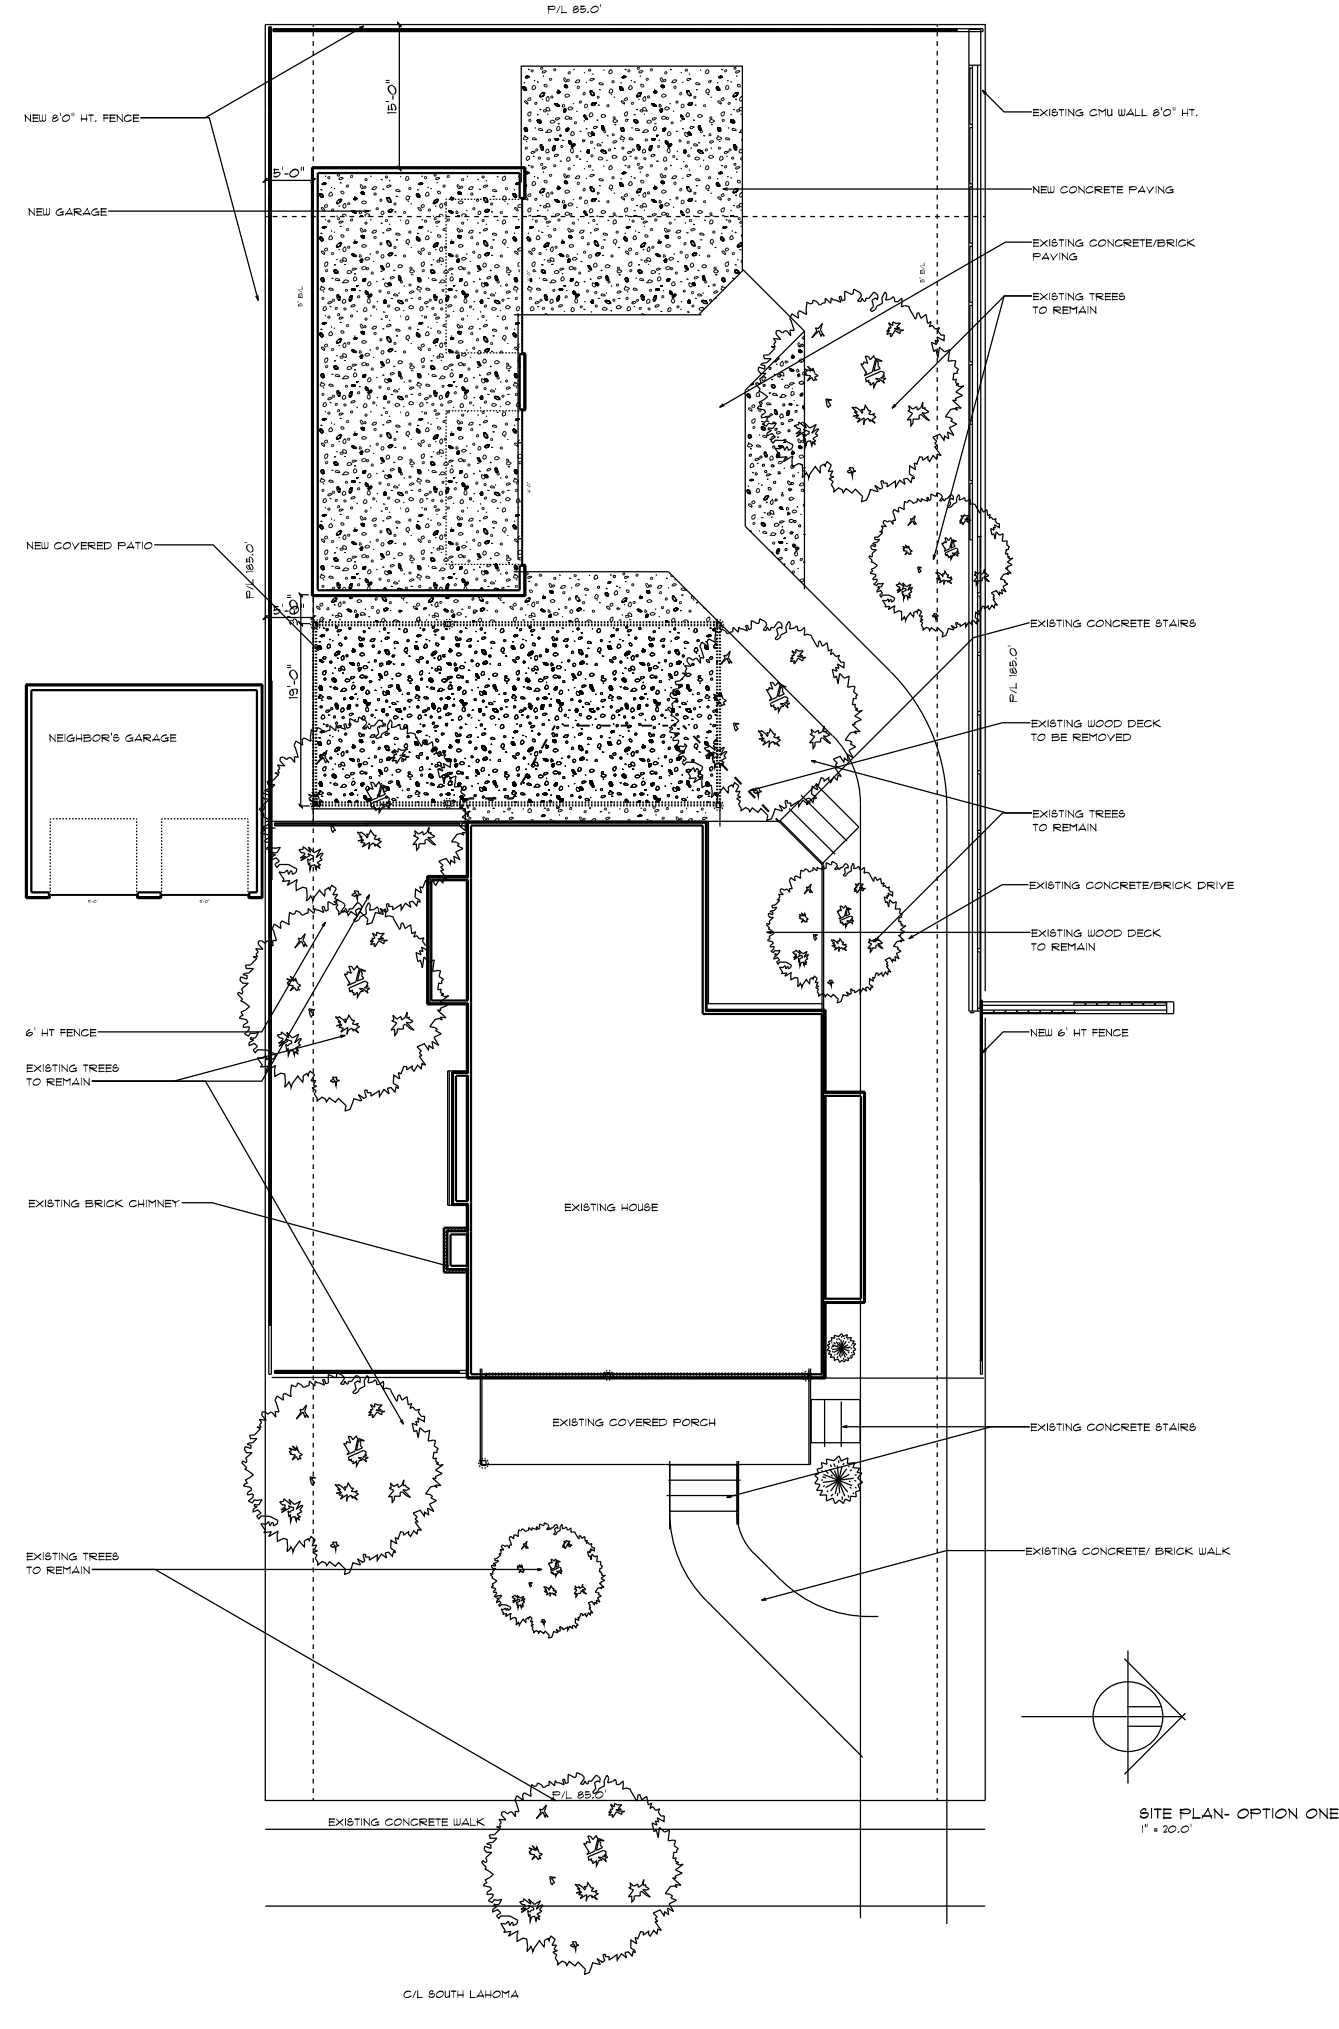 P/L 85.0'
15'-0"
NEW 8'0" HT. FENCE
EXISTING CMU WALL 8'0" HT.
5'-0"
NEW CONCRETE PAVING
NEW GARAGE
EXISTING CONCRETE/BRICK
PAVING
5' B/L
5' B/L
EXISTING TREES
TO REMAIN
NEW COVERED PATIO
P/L 185.0'
EXISTING CONCRETE STAIRS
P/L 185.0'
19'-0"
EXISTING WOOD DECK
TO BE REMOVED
NEIGHBOR'S GARAGE
EXISTING TREES
TO REMAIN
EXISTING CONCRETE/BRICK DRIVE
EXISTING WOOD DECK
TO REMAIN
6' HT FENCE
NEW 6' HT FENCE
EXISTING TREES
TO REMAIN
EXISTING BRICK CHIMNEY
EXISTING HOUSE
EXISTING COVERED PORCH
EXISTING CONCRETE STAIRS
EXISTING CONCRETE/ BRICK WALK
EXISTING TREES
TO REMAIN
P/L 85.0'
EXISTING CONCRETE WALK
SITE PLAN- OPTION ONE
1" = 20.0'
C/L SOUTH LAHOMA